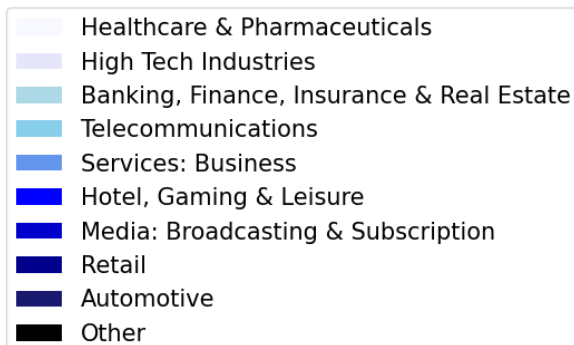 Healthcare & Pharmaceuticals
High Tech Industries
Banking, Finance, Insurance & Real Estate
Telecommunications
Services: Business
Hotel, Gaming & Leisure
Media: Broadcasting & Subscription
Retail
Automotive
Other